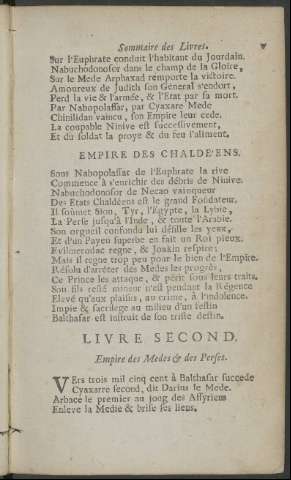 Sommaire des Livres. v
Sur l'Euphrate conduit l'habitant du Jourdain.
Nabuchodonosor dans le champ de la Gloire,
Sur le Mede Arphaxad remporte la victoire.
Amoureux de Judith son Général s'endort,
Perd la vie & l'armée, & l'Etat par sa mort.
Par Nabopolassar, par Cyaxare Mede
Chinilidan vaincu, son Empire leur cede.
La coupable Ninive est successivement,
Et du soldat la proye & du feu l'aliment.
EMPIRE DES CHALDE'ENS.
Sous Nabopolassar de l'Euphrate la rive
Commence à s'enrichir des débris de Ninive.
Nabuchodonosor de Necao vainqueur
Des Etats Chaldéens est le grand Fondateur.
Il soûmet Sion, Tyr, l'Egypte, la Lybie,
La Perse jusqu'à l'Inde, & toute l'Arabie.
Son orgueil confondu lui désille les yeux,
Et d'un Payen superbe en fait un Roi pieux.
Evilmerodac regne, & Joakin respire;
Mais il regne trop peu pour le bien de l'Empire.
Résolu d'arrêter des Medes les progrès,
Ce Prince les attaque, & périt sous leurs traits.
Son fils resté mineur n'est pendant la Régence
Elevé qu'aux plaisirs, au crime, à l'indolence.
Impie & sacrilege au milieu d'un festin
Balthasar est instruit de son triste destin.
LIVRE SECOND.
Empire des Medes & des Perses.
VErs trois mil cinq cent à Balthasar succede
Cyaxarre second, dit Darius le Mede.
Arbace le premier au joug des Assyriens
Enleve la Medie & brise ses liens,